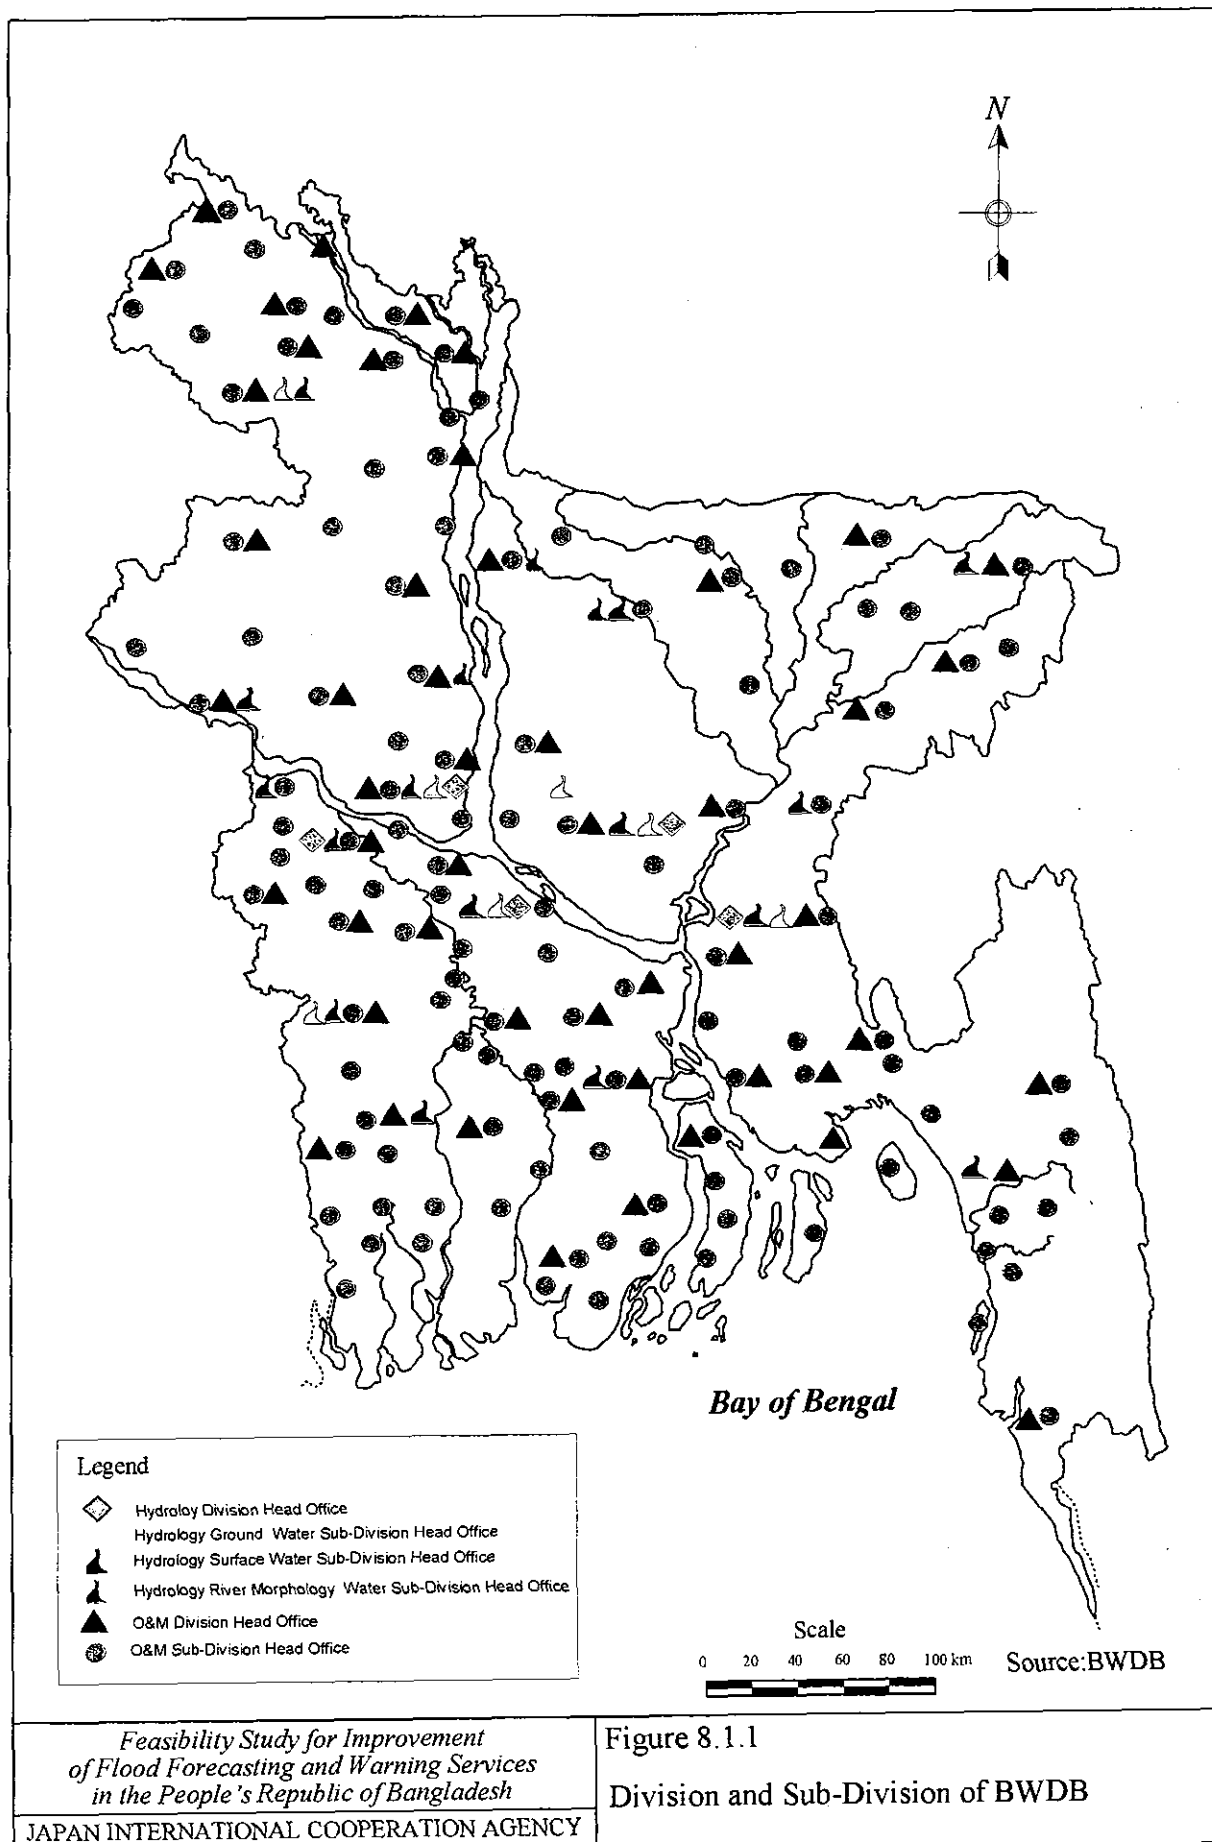 N
Bay of Bengal
Legend
Hydroloy Division Head Office
Hydrology Ground Water Sub-Division Head Office
Hydrology Surface Water Sub-Division Head Office
Hydrology River Morphology Water Sub-Division Head Office
O&M Division Head Office
O&M Sub-Division Head Office
Scale
0 20 40 60 80 100 km
Source:BWDB
Feasibility Study for Improvement
of Flood Forecasting and Warning Services
in the People's Republic of Bangladesh
JAPAN INTERNATIONAL COOPERATION AGENCY
Figure 8.1.1
Division and Sub-Division of BWDB